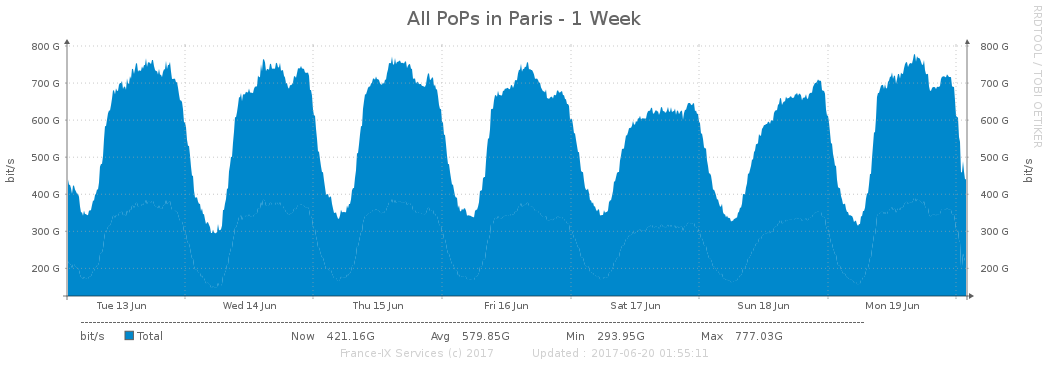 All PoPs in Paris - 1 Week
RRDTOOL / TOBI OETIKER
800 G 800 G
700 G 700 G
600 G 600 G
500 G 500 G
400 G 400 G
300 G 300 G
200 G 200 G
bit/s bit/s
Tue 13 Jun Wed 14 Jun Thu 15 Jun Fri 16 Jun Sat 17 Jun Sun 18 Jun Mon 19 Jun
bit/s Total Now 421.16G Avg 579.85G Min 293.95G Max 777.03G
France-IX Services (c) 2017 Updated : 2017-06-20 01:55:11